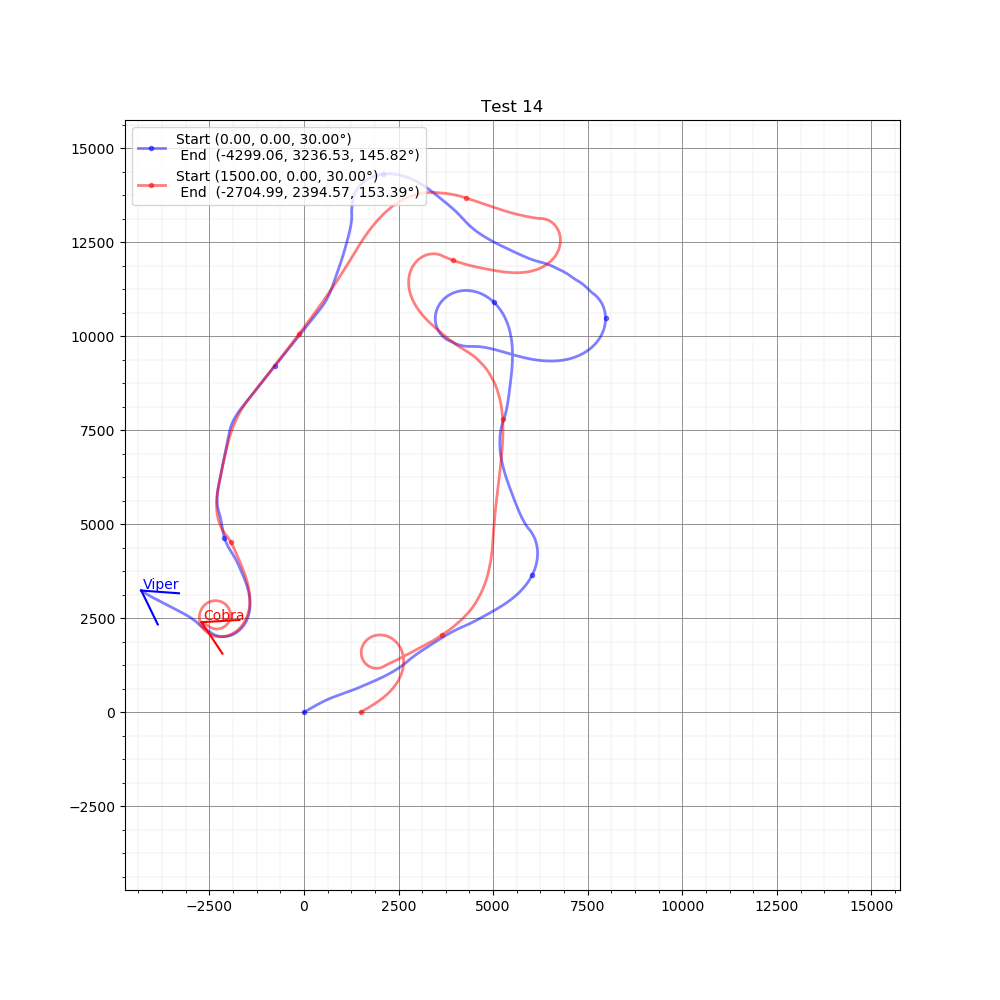 Test 14
Start (0.00, 0.00, 30.00°)
End (-4299.06, 3236.53, 145.82°)
Start (1500.00, 0.00, 30.00°)
End (-2704.99, 2394.57, 153.39°)
15000
12500
10000
7500
5000
2500
0
−2500
Viper
Cobra
−2500 0 2500 5000 7500 10000 12500 15000